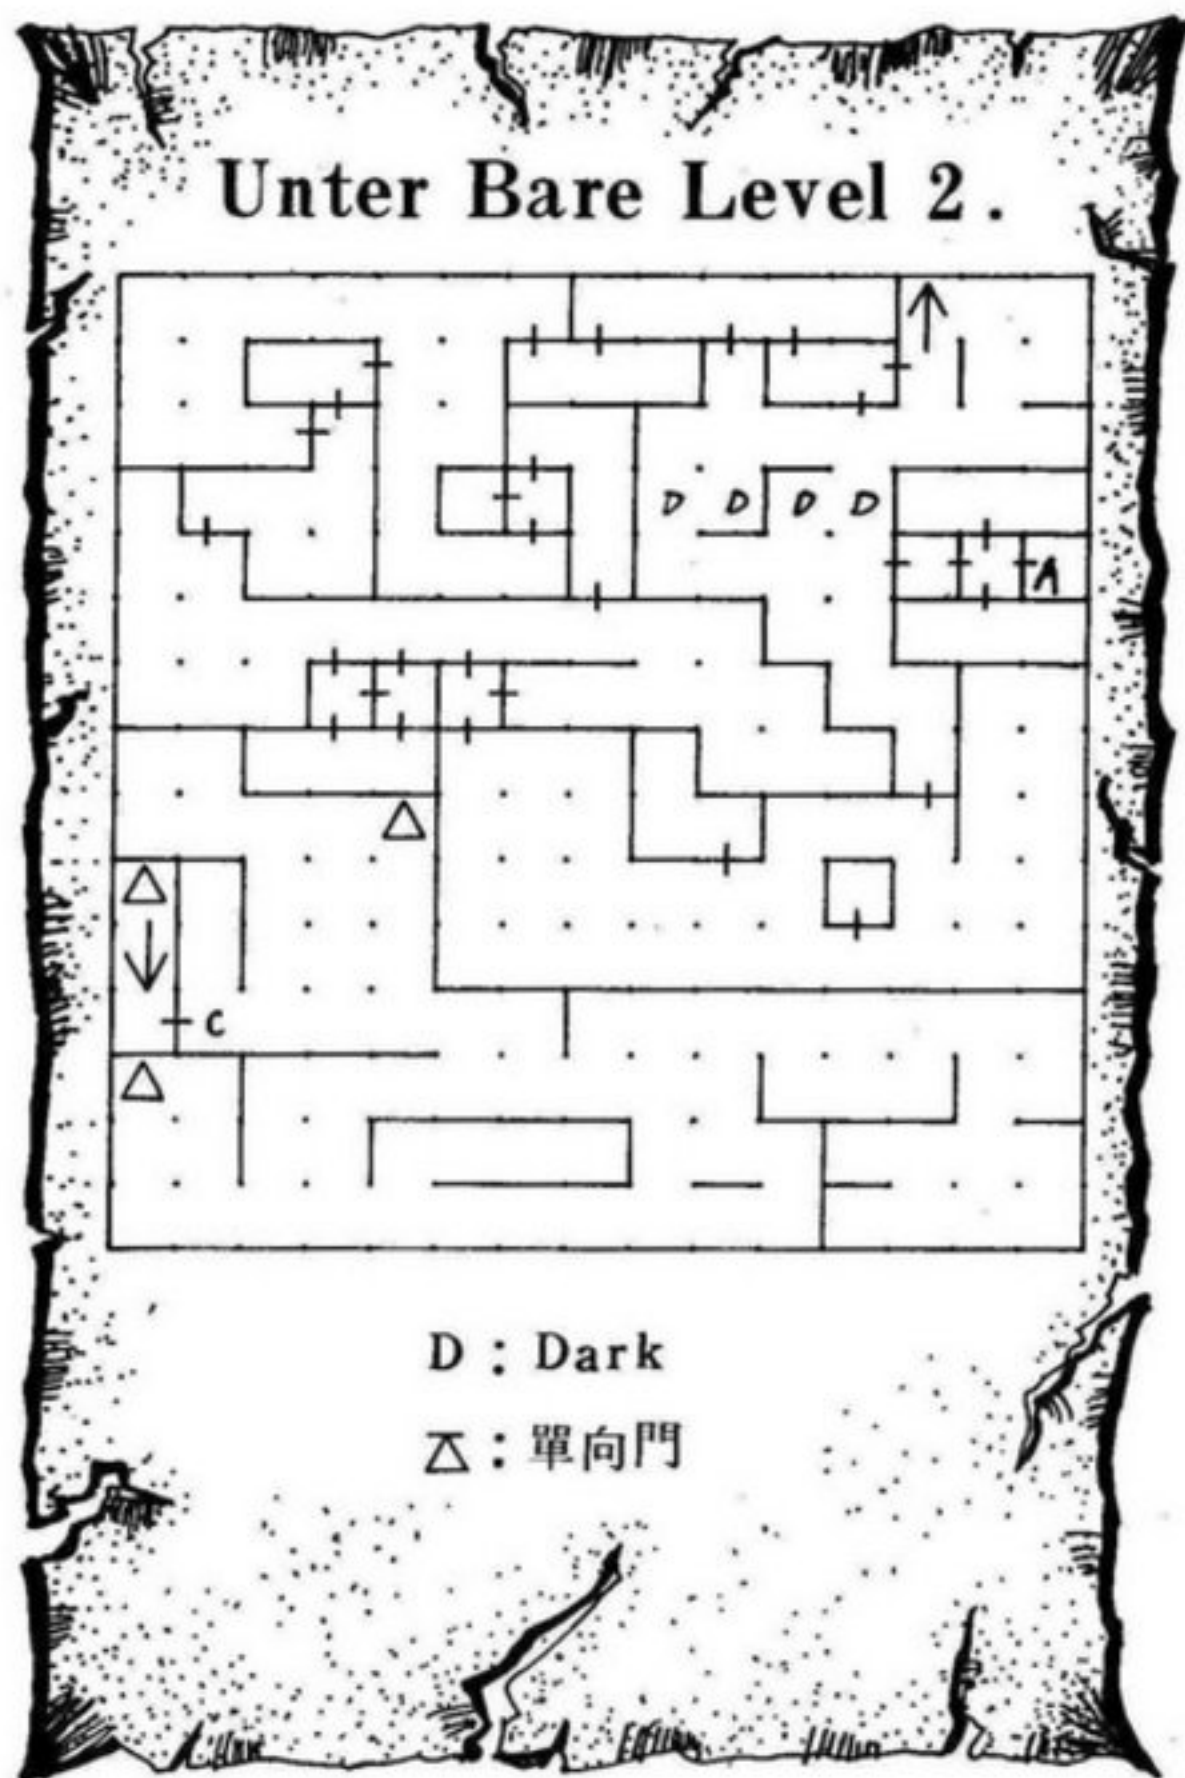 Unter Bare Level 2.
D D D D
A
C
D : Dark
△ : 單向門